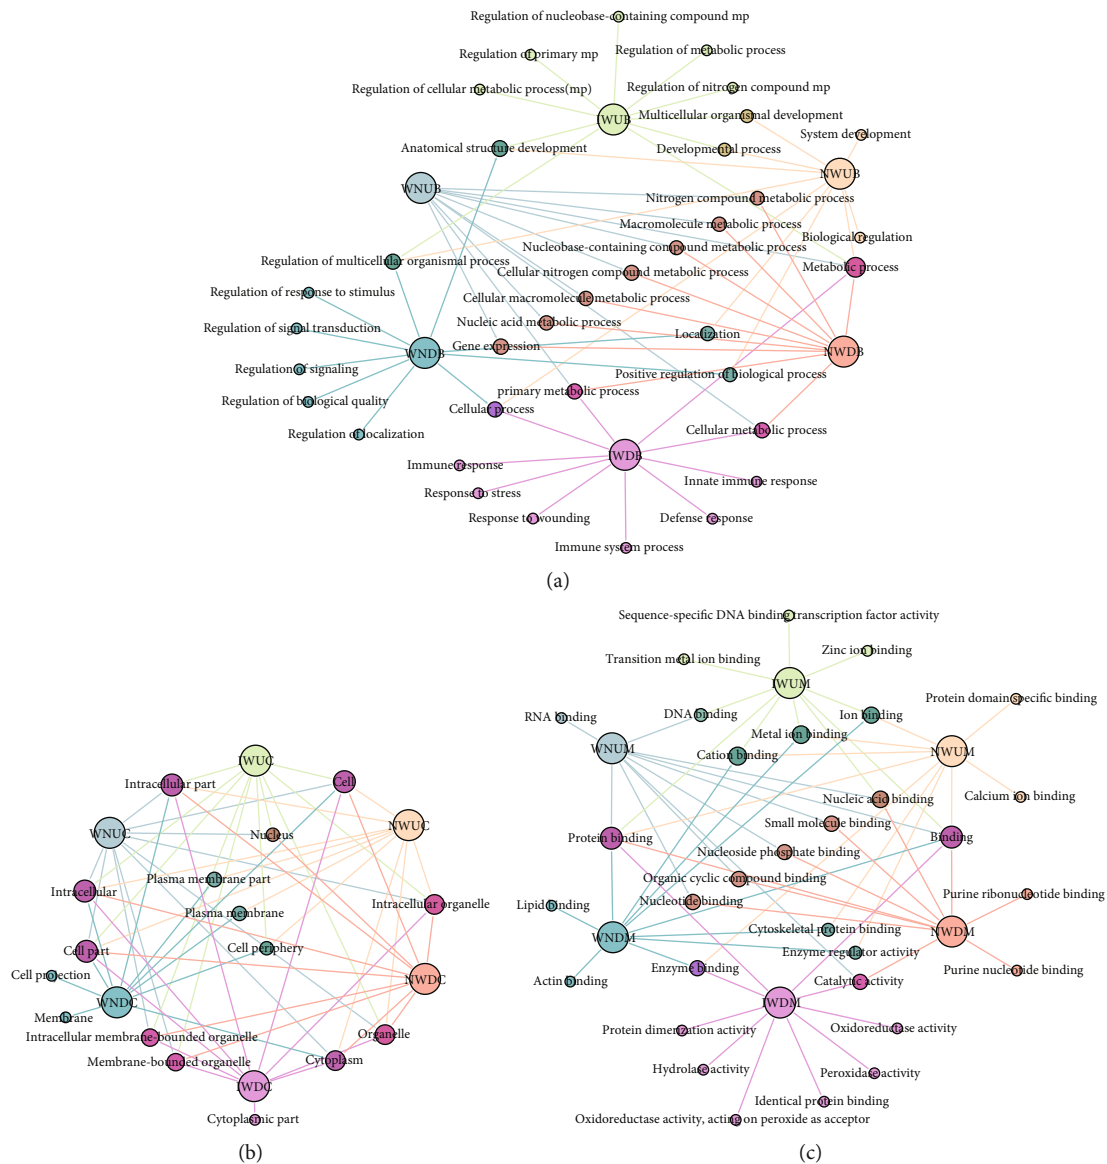 Regulation of nucleobase-containing compound mp
Regulation of primary mp
Regulation of metabolic process
Regulation of cellular metabolic process(mp)
Regulation of nitrogen compound mp
IWUB
Multicellular organismal development
System development
Anatomical structure development
Developmental process
NWUB
WNUB
Nitrogen compound metabolic process
Macromolecule metabolic process
Biological regulation
Nucleobase-containing compound metabolic process
Regulation of multicellular organismal process
Metabolic process
Cellular nitrogen compound metabolic process
Regulation of response to stimulus
Cellular macromolecule metabolic process
Nucleic acid metabolic process
Regulation of signal transduction
Localization
Gene expression
WNDB
NWDB
Regulation of signaling
Positive regulation of biological process
primary metabolic process
Regulation of biological quality
Cellular process
Regulation of localization
Cellular metabolic process
IWDB
Immune response
Innate immune response
Response to stress
Response to wounding
Defense response
Immune system process
(a)
IWUC
Intracellular part
Cell
WNUC
NWUC
Nucleus
Plasma membrane part
Intracellular
Intracellular organelle
Plasma membrane
Cell part
Cell periphery
Cell projection
NWDC
WNDC
Membrane
Intracellular membrane-bounded organelle
Organelle
Membrane-bounded organelle
Cytoplasm
IWDC
Cytoplasmic part
(b)
Sequence-specific DNA binding transcription factor activity
Zinc ion binding
Transition metal ion binding
IWUM
Protein domain specific binding
RNA binding
DNA binding
Ion binding
Metal ion binding
WNUM
Cation binding
NWUM
Nucleic acid binding
Calcium ion binding
Small molecule binding
Protein binding
Binding
Nucleoside phosphate binding
Organic cyclic compound binding
Purine ribonucleotide binding
Nucleotide binding
Lipid binding
Cytoskeletal protein binding
WNDM
NWDM
Enzyme regulator activity
Enzyme binding
Purine nucleotide binding
Actin binding
Catalytic activity
IWDM
Protein dimerization activity
Oxidoreductase activity
Hydrolase activity
Peroxidase activity
Identical protein binding
Oxidoreductase activity, acting on peroxide as acceptor
(c)